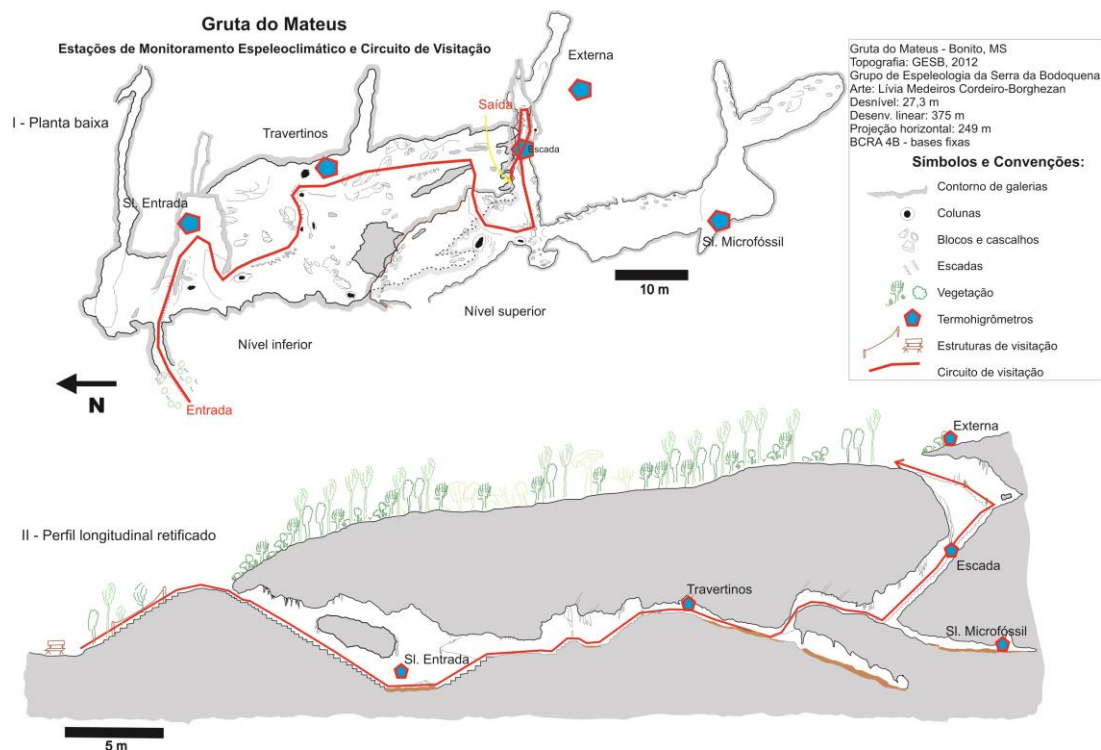 Gruta do Mateus
Estações de Monitoramento Espeleoclimático e Circuito de Visitação
I - Planta baixa
Externa
Saída
Travertinos
Escada
Sl. Entrada
Sl. Microfóssil
10 m
Nível superior
Nível inferior
N
Entrada
Gruta do Mateus - Bonito, MS
Topografia: GESB, 2012
Grupo de Espeleologia da Serra da Bodoquena
Arte: Lívia Medeiros Cordeiro-Borghezan
Desnível: 27,3 m
Desenv. linear: 375 m
Projeção horizontal: 249 m
BCRA 4B - bases fixas
Símbolos e Convenções:
Contorno de galerias
Colunas
Blocos e cascalhos
Escadas
Vegetação
Termohigrômetros
Estruturas de visitação
Circuito de visitação
II - Perfil longitudinal retificado
Externa
Escada
Travertinos
Sl. Microfóssil
Sl. Entrada
5 m